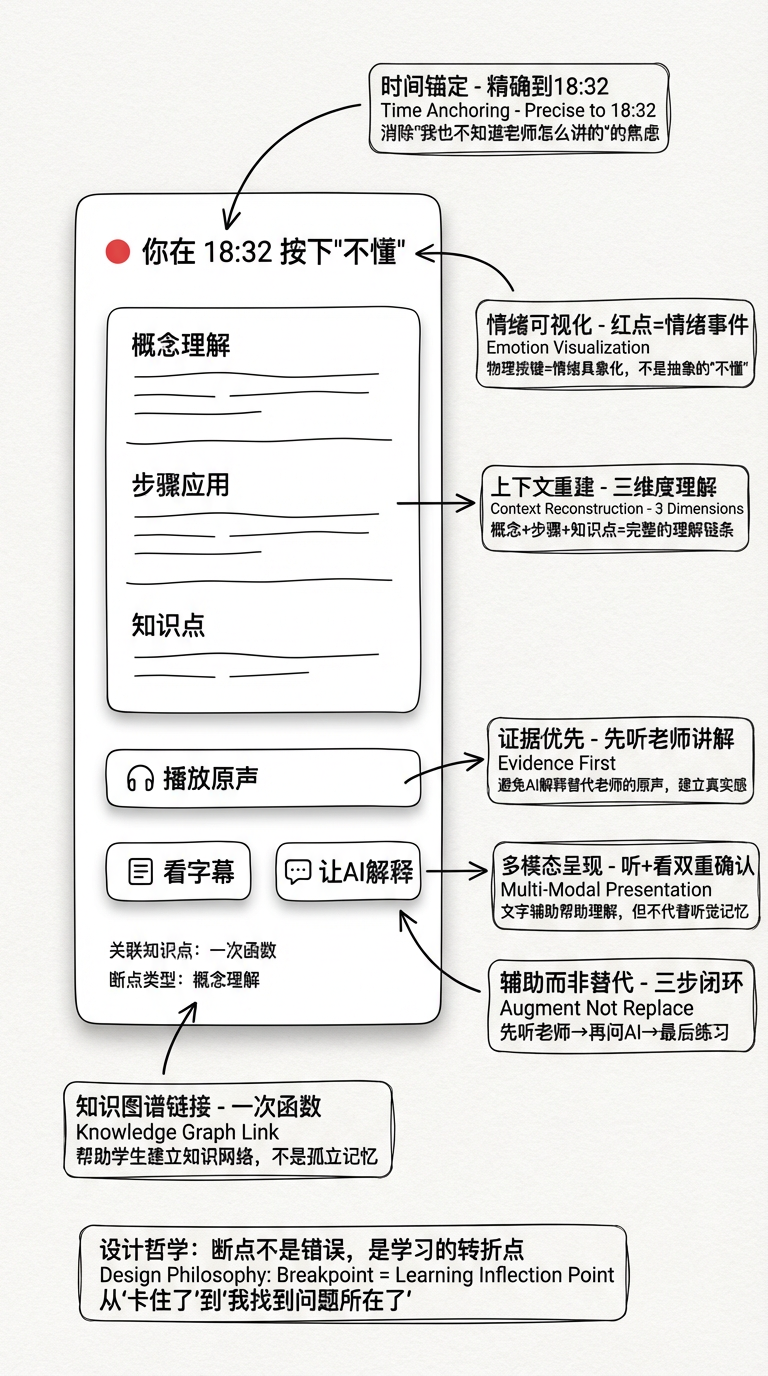 时间锚定 - 精确到18:32
Time Anchoring - Precise to 18:32
消除"我也不知道老师怎么讲的"的焦虑
你在 18:32 按下"不懂"
情绪可视化 - 红点=情绪事件
Emotion Visualization
物理按键=情绪具象化，不是抽象的"不懂"
概念理解
步骤应用
上下文重建 - 三维度理解
Context Reconstruction - 3 Dimensions
概念+步骤+知识点=完整的理解链条
知识点
播放原声
证据优先 - 先听老师讲解
Evidence First
避免AI解释替代老师的原声，建立真实感
看字幕
让AI解释
多模态呈现 - 听+看双重确认
Multi-Modal Presentation
文字辅助帮助理解，但不代替听觉记忆
关联知识点：一次函数
断点类型：概念理解
辅助而非替代 - 三步闭环
Augment Not Replace
先听老师→再问AI→最后练习
知识图谱链接 - 一次函数
Knowledge Graph Link
帮助学生建立知识网络，不是孤立记忆
设计哲学：断点不是错误，是学习的转折点
Design Philosophy: Breakpoint = Learning Inflection Point
从'卡住了'到'我找到问题所在了'